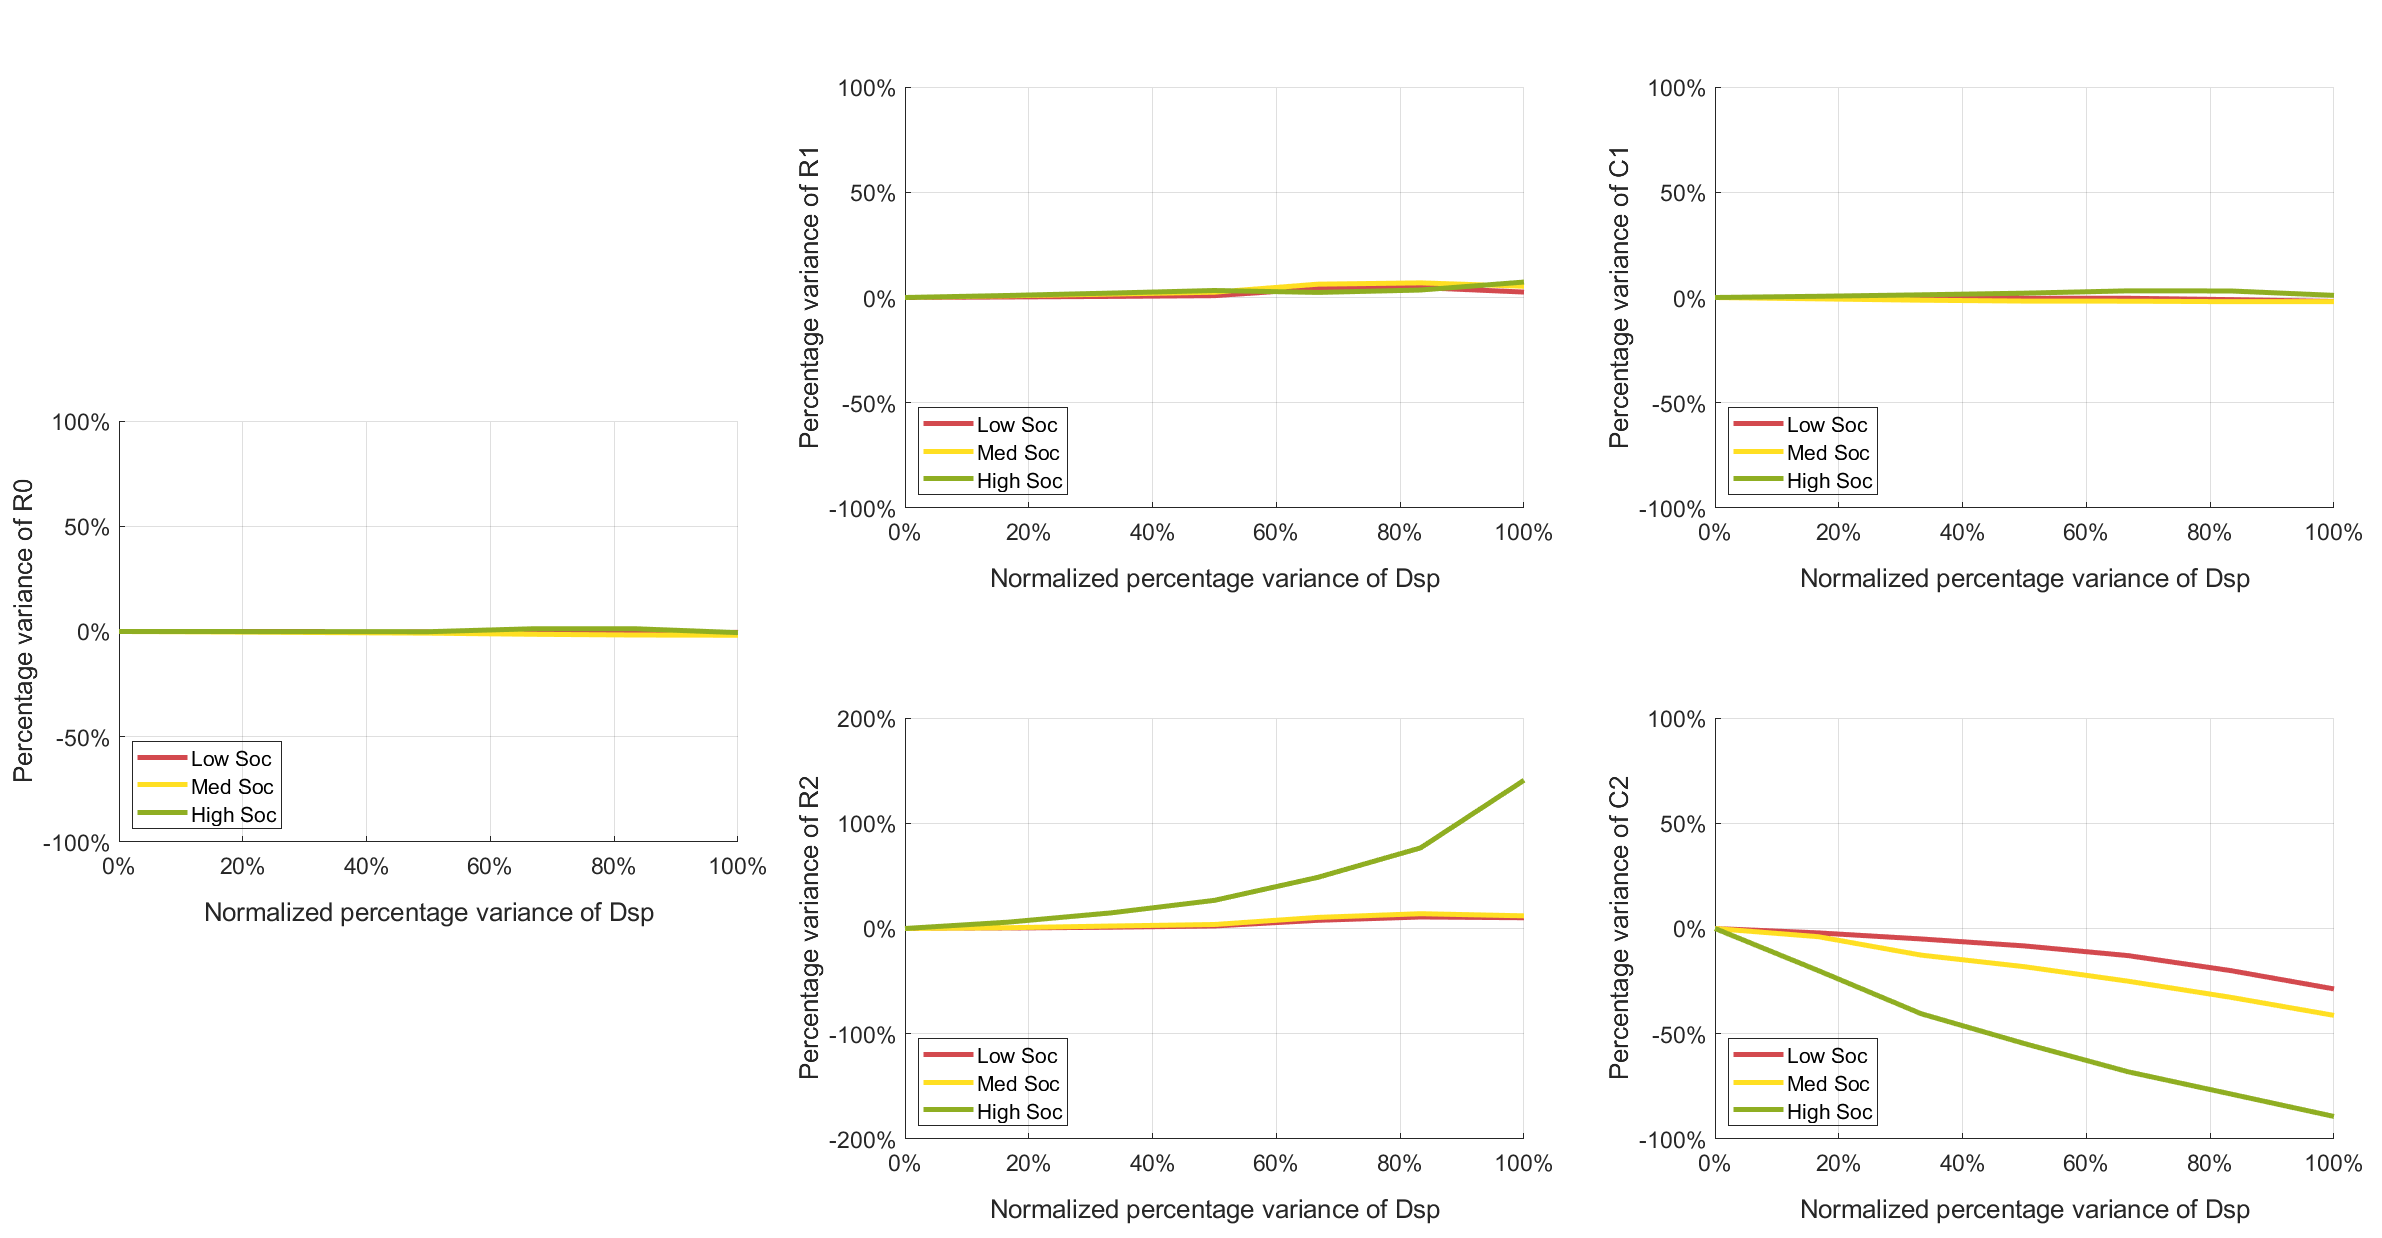 Percentage variance of R0
100%
50%
0%
-50%
-100%
Low Soc
Med Soc
High Soc
0% 20% 40% 60% 80% 100%
Normalized percentage variance of Dsp
Percentage variance of R1
100%
50%
0%
-50%
-100%
Low Soc
Med Soc
High Soc
0% 20% 40% 60% 80% 100%
Normalized percentage variance of Dsp
Percentage variance of C1
100%
50%
0%
-50%
-100%
Low Soc
Med Soc
High Soc
0% 20% 40% 60% 80% 100%
Normalized percentage variance of Dsp
Percentage variance of R2
200%
100%
0%
-100%
-200%
Low Soc
Med Soc
High Soc
0% 20% 40% 60% 80% 100%
Normalized percentage variance of Dsp
Percentage variance of C2
100%
50%
0%
-50%
-100%
Low Soc
Med Soc
High Soc
0% 20% 40% 60% 80% 100%
Normalized percentage variance of Dsp